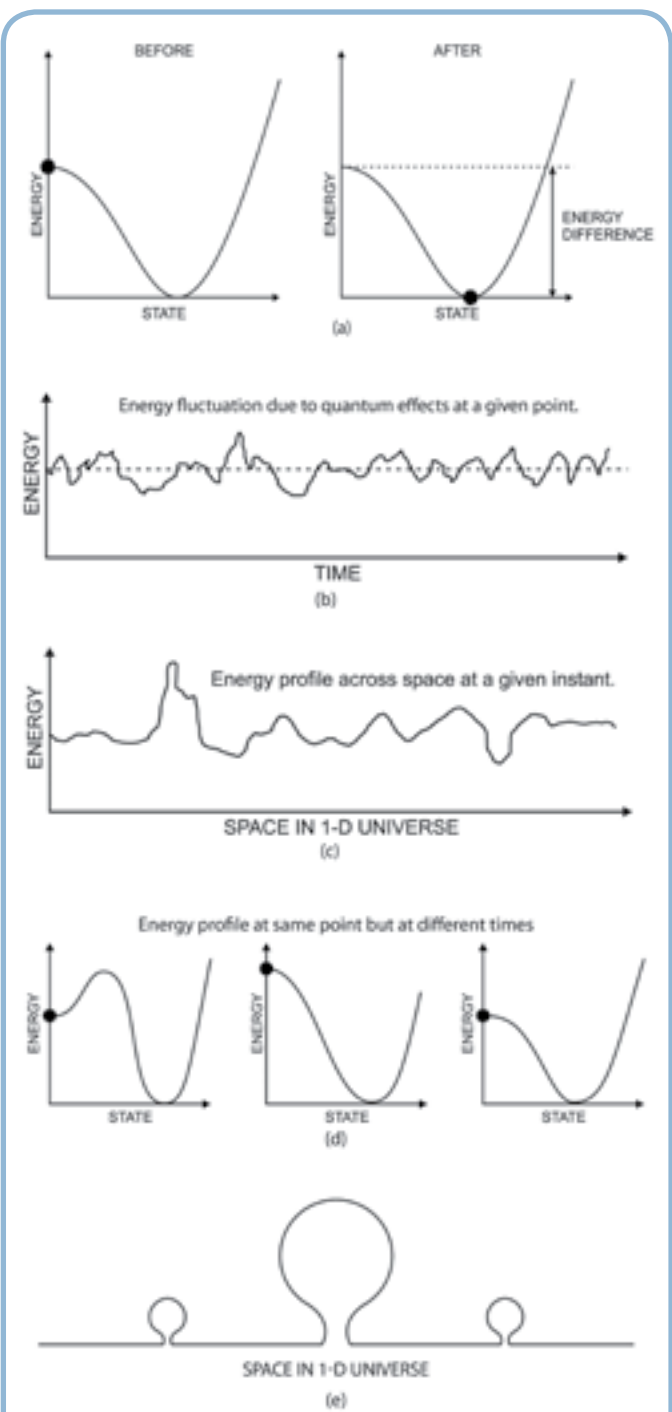 BEFORE
AFTER
ENERGY
ENERGY
ENERGY
DIFFERENCE
STATE
STATE
(a)
Energy fluctuation due to quantum effects at a given point.
ENERGY
TIME
(b)
Energy profile across space at a given instant.
ENERGY
SPACE IN 1-D UNIVERSE
(c)
Energy profile at same point but at different times
ENERGY
ENERGY
ENERGY
STATE
STATE
STATE
(d)
SPACE IN 1-D UNIVERSE
(e)